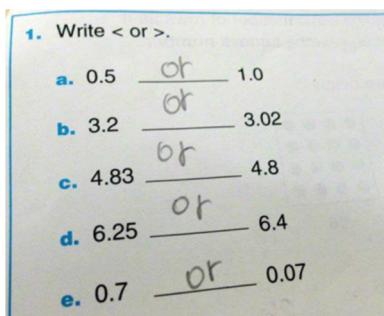 1. Write < or >.
a. 0.5 or 1.0
b. 3.2 or 3.02
c. 4.83 or 4.8
d. 6.25 or 6.4
e. 0.7 or 0.07